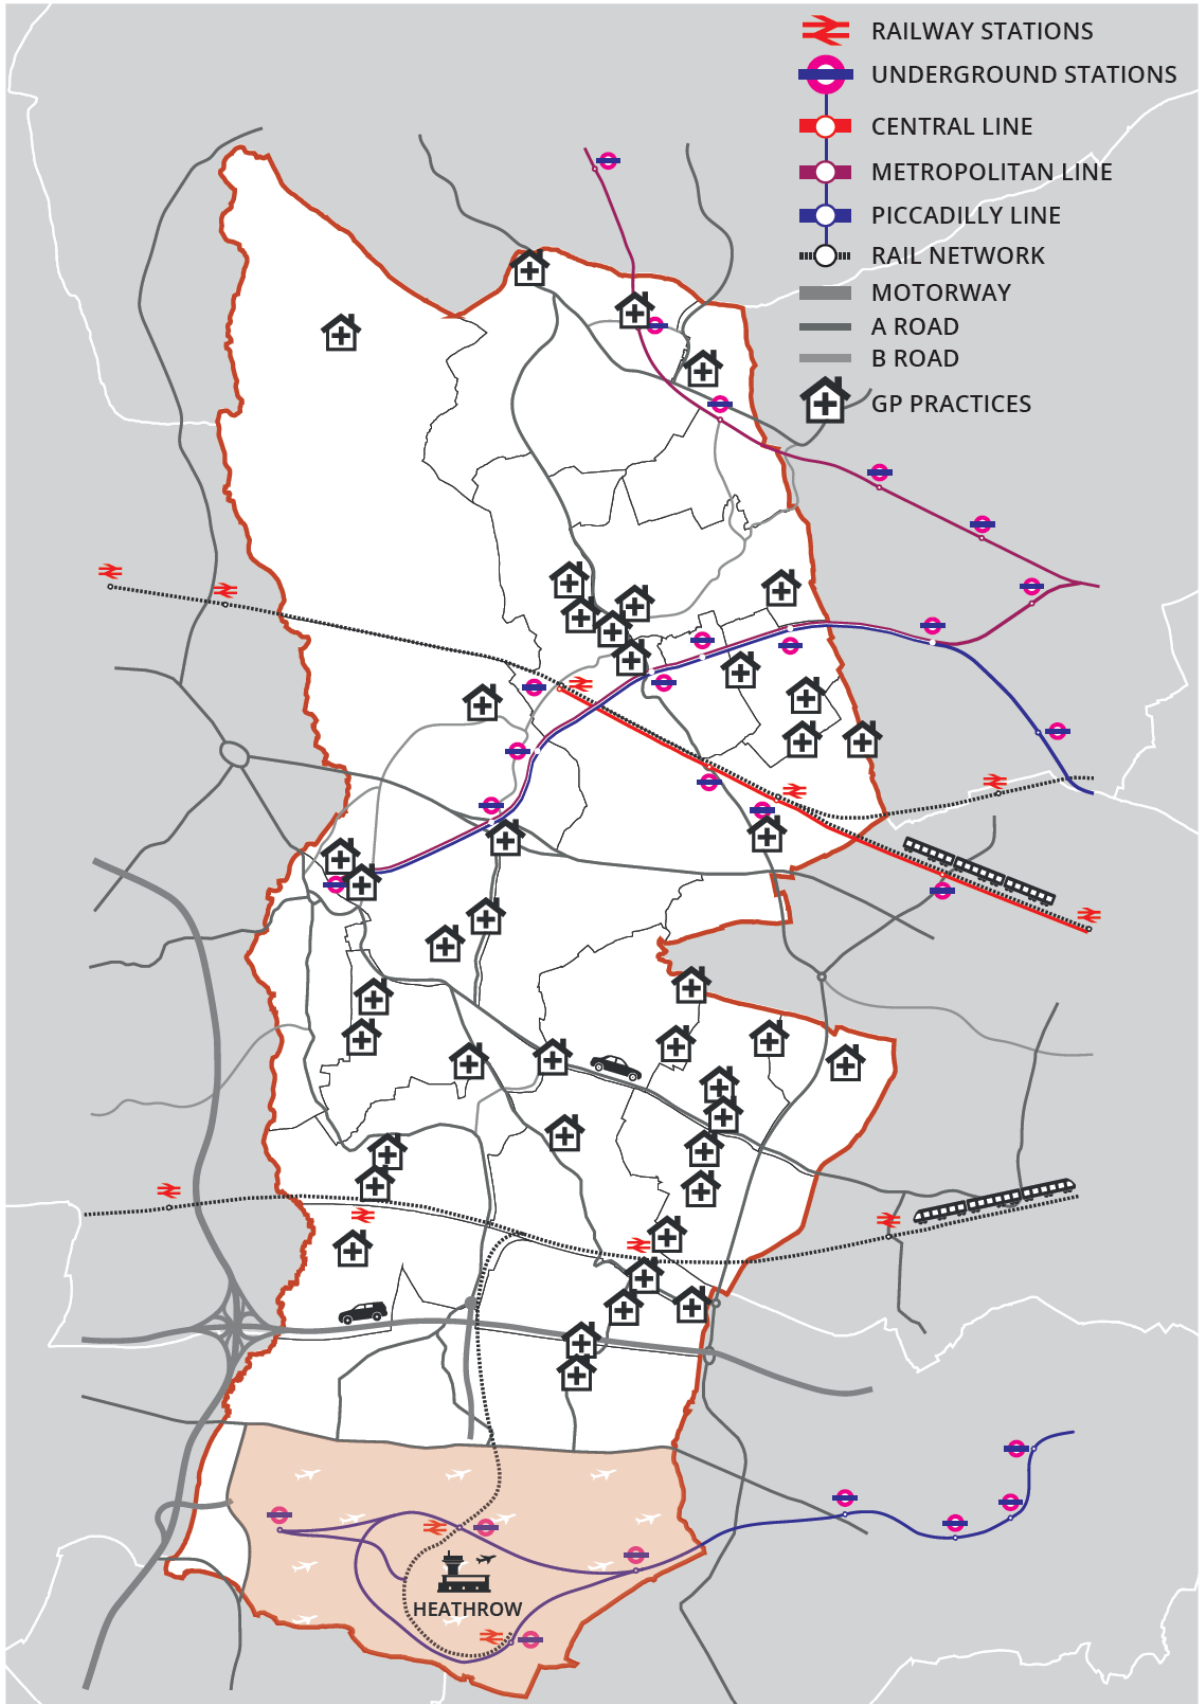 RAILWAY STATIONS
UNDERGROUND STATIONS
CENTRAL LINE
METROPOLITAN LINE
PICCADILLY LINE
RAIL NETWORK
MOTORWAY
A ROAD
B ROAD
GP PRACTICES
HEATHROW